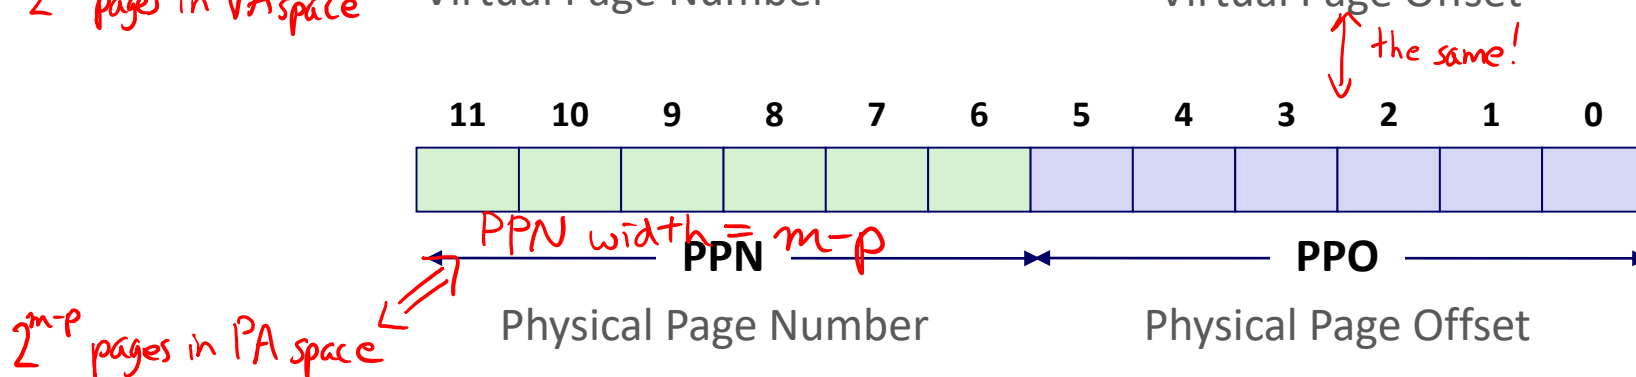 2 pages in VA space
Virtual Page Number
Virtual Page Offset
the same!
11 10 9 8 7 6 5 4 3 2 1 0
PPN width = m-p
PPN
PPO
2^m-p pages in PA space
Physical Page Number
Physical Page Offset